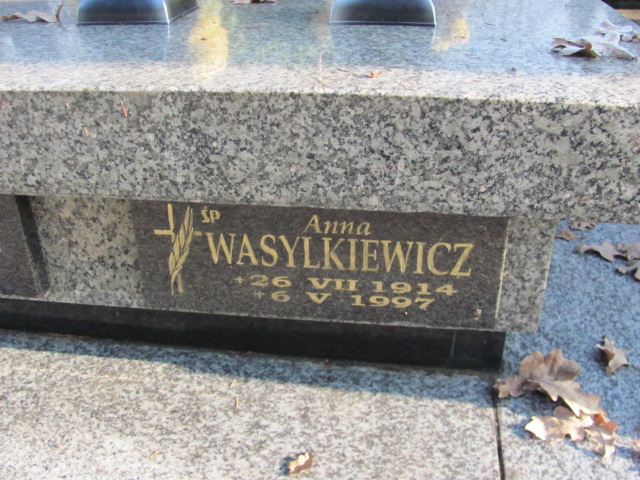 ŚP
Anna
WASYLKIEWICZ
+26 VII 1914
+6 V 1997